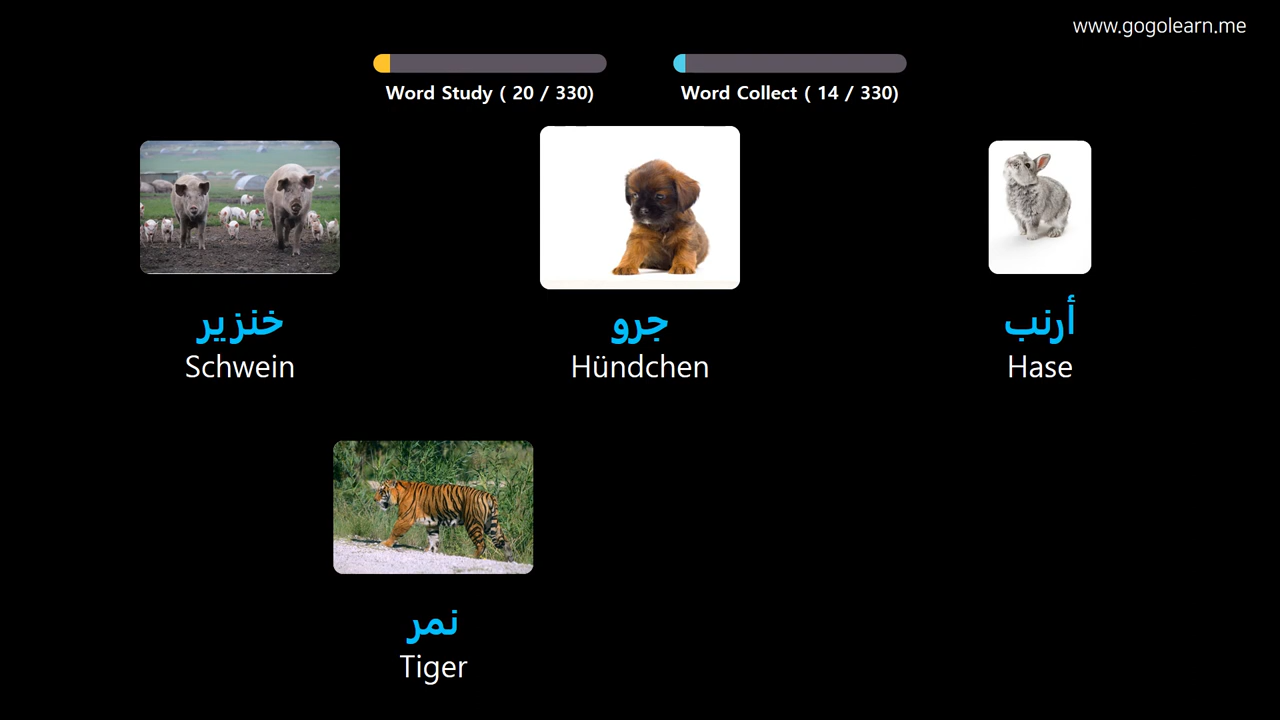 www.gogolearn.me
Word Study ( 20 / 330)
Word Collect ( 14 / 330)
خنزير
Schwein
جرو
Hündchen
أرنب
Hase
نمر
Tiger